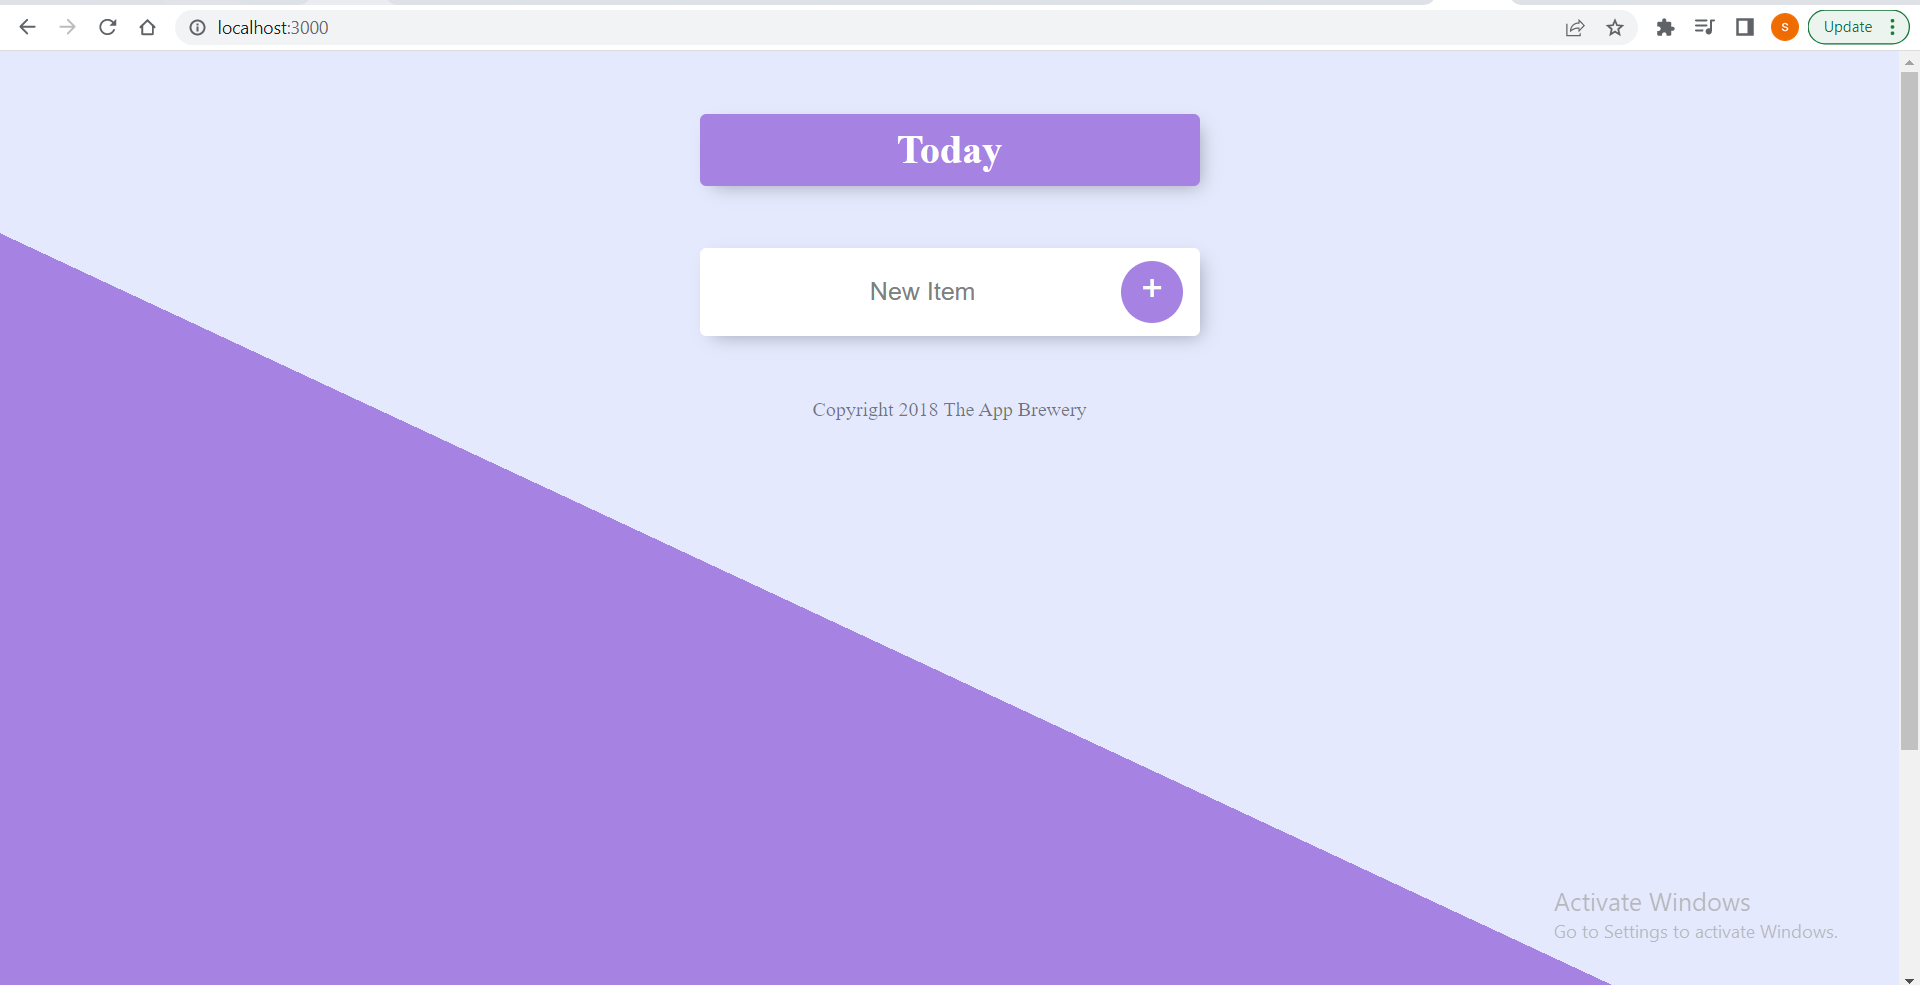 localhost:3000
S
Update
Today
New Item
+
Copyright 2018 The App Brewery
Activate Windows
Go to Settings to activate Windows.